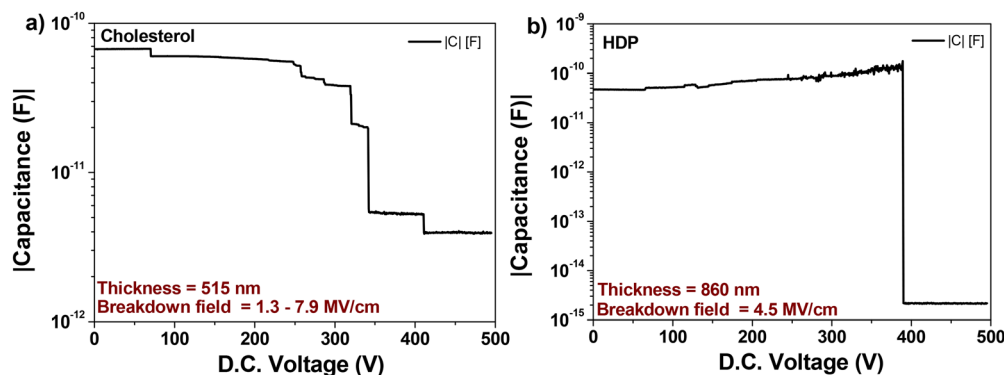 a)
Cholesterol
|C| [F]
|Capacitance (F)|
10^-10
10^-11
10^-12
Thickness = 515 nm
Breakdown field = 1.3 - 7.9 MV/cm
0 100 200 300 400 500
D.C. Voltage (V)
b)
HDP
|C| [F]
|Capacitance (F)|
10^-8
10^-9
10^-10
10^-11
10^-12
10^-13
10^-14
10^-15
Thickness = 860 nm
Breakdown field = 4.5 MV/cm
0 100 200 300 400 500
D.C. Voltage (V)